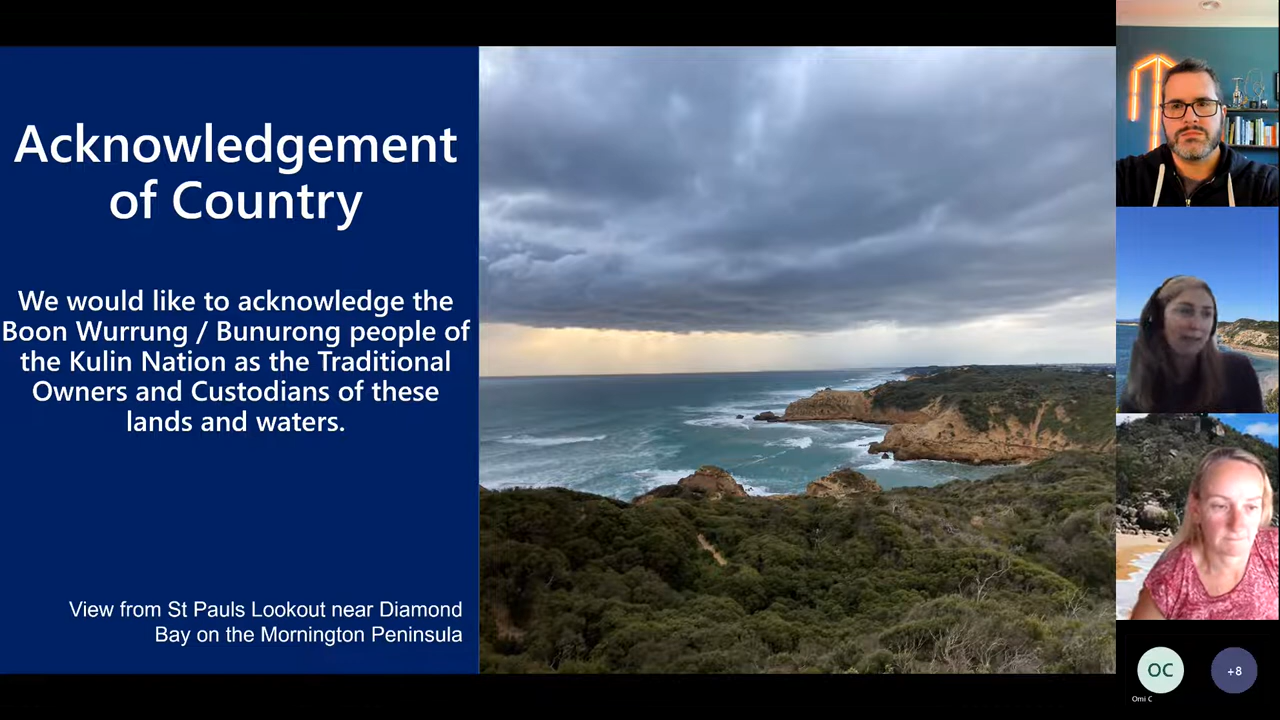 Acknowledgement
of Country
We would like to acknowledge the
Boon Wurrung / Bunurong people of
the Kulin Nation as the Traditional
Owners and Custodians of these
lands and waters.
View from St Pauls Lookout near Diamond
Bay on the Mornington Peninsula
OC
+8
Omi C